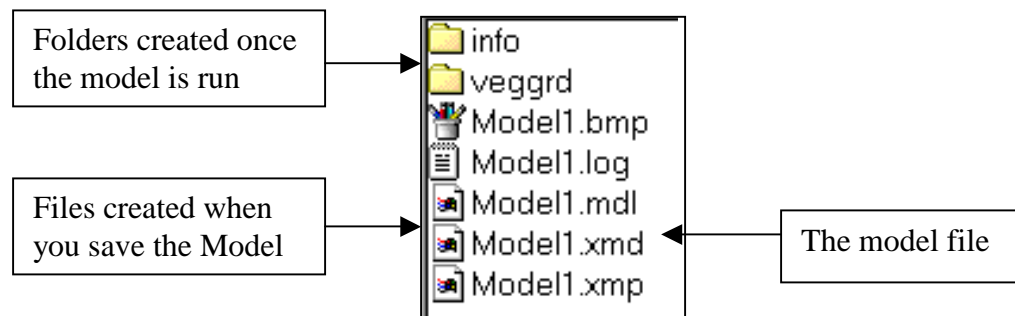 Folders created once
the model is run
Files created when
you save the Model
info
veggrd
Model1.bmp
Model1.log
Model1.mdl
Model1.xmd
Model1.xmp
The model file